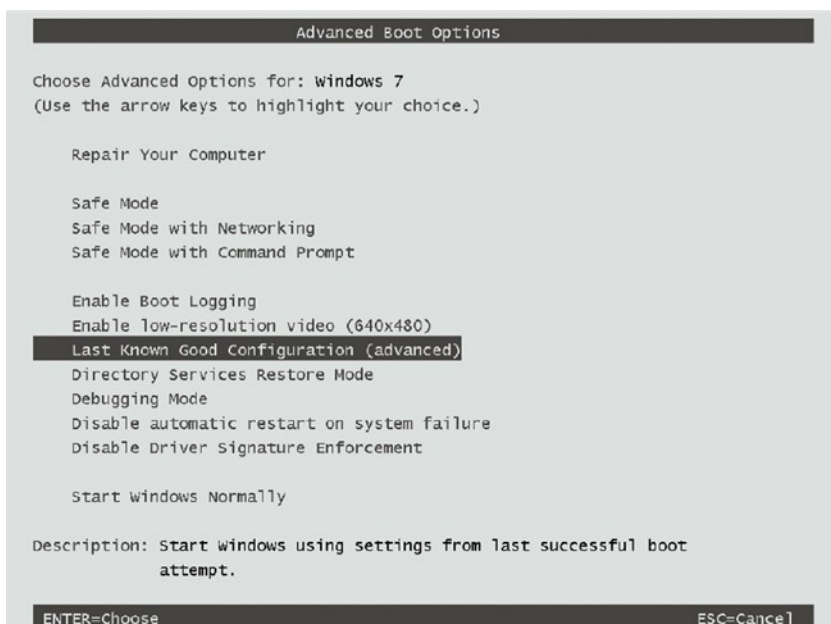 Advanced Boot Options
Choose Advanced Options for: Windows 7
(Use the arrow keys to highlight your choice.)
Repair Your Computer
Safe Mode
Safe Mode with Networking
Safe Mode with Command Prompt
Enable Boot Logging
Enable low-resolution video (640x480)
Last Known Good Configuration (advanced)
Directory Services Restore Mode
Debugging Mode
Disable automatic restart on system failure
Disable Driver Signature Enforcement
Start Windows Normally
Description: Start Windows using settings from last successful boot
attempt.
ENTER=Choose ESC=Cancel